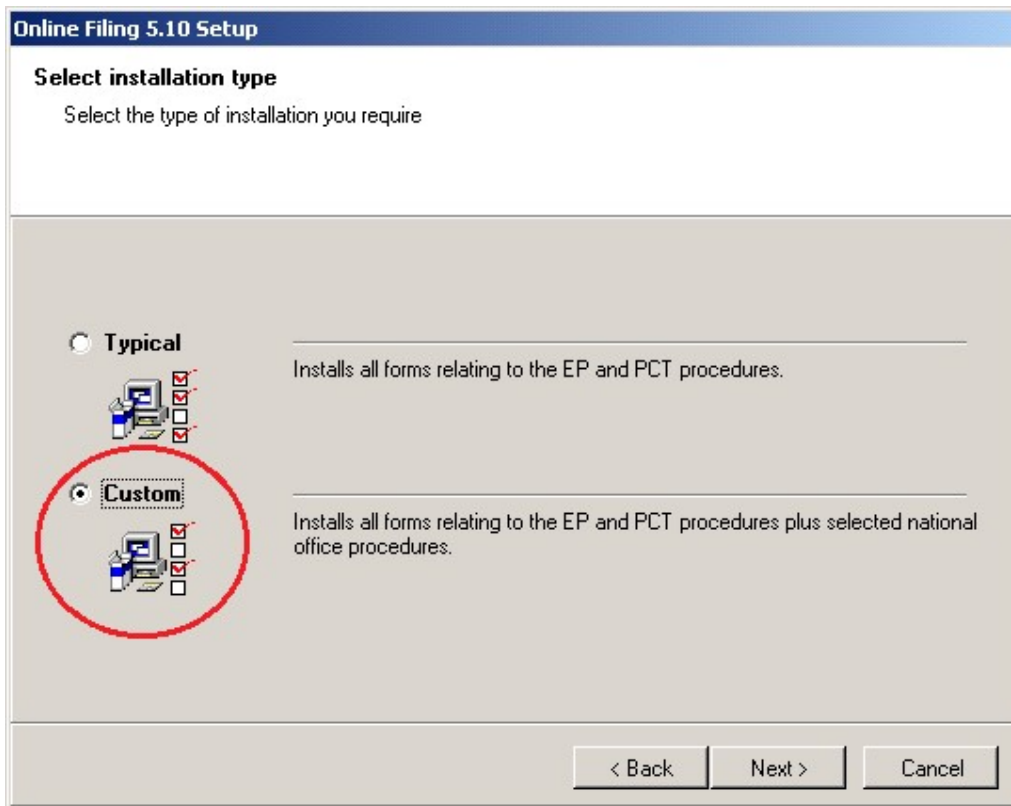 Online Filing 5.10 Setup
Select installation type
Select the type of installation you require
Typical
Installs all forms relating to the EP and PCT procedures.
Custom
Installs all forms relating to the EP and PCT procedures plus selected national
office procedures.
< Back
Next >
Cancel